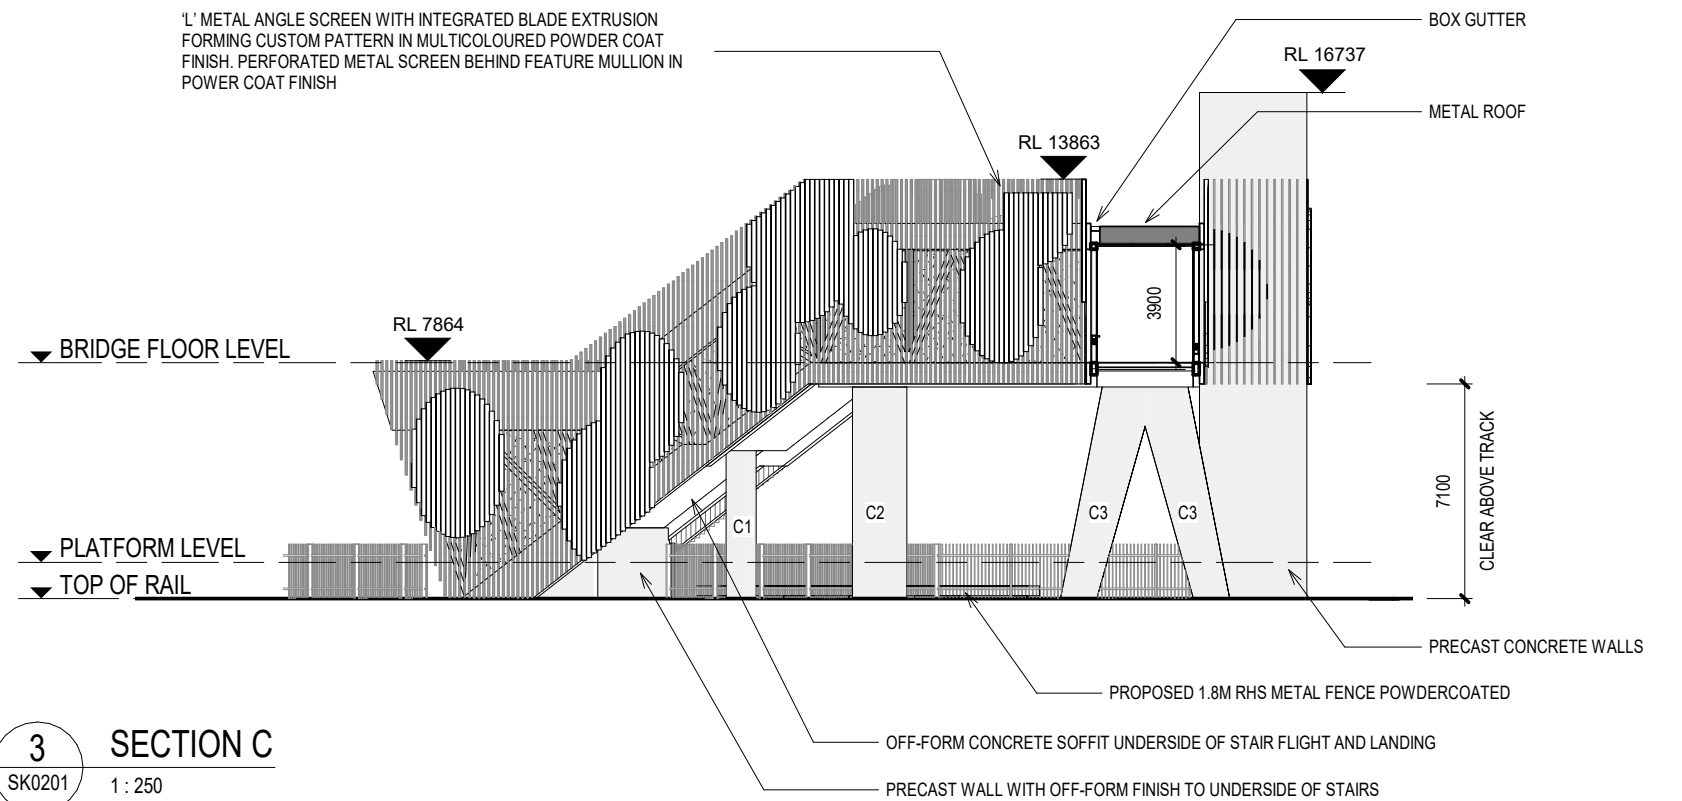 'L' METAL ANGLE SCREEN WITH INTEGRATED BLADE EXTRUSION
FORMING CUSTOM PATTERN IN MULTICOLOURED POWDER COAT
FINISH. PERFORATED METAL SCREEN BEHIND FEATURE MULLION IN
POWER COAT FINISH
BOX GUTTER
RL 16737
METAL ROOF
RL 13863
RL 7864
3900
BRIDGE FLOOR LEVEL
7100
CLEAR ABOVE TRACK
C1
C2
C3
C3
PLATFORM LEVEL
TOP OF RAIL
PRECAST CONCRETE WALLS
PROPOSED 1.8M RHS METAL FENCE POWDERCOATED
OFF-FORM CONCRETE SOFFIT UNDERSIDE OF STAIR FLIGHT AND LANDING
PRECAST WALL WITH OFF-FORM FINISH TO UNDERSIDE OF STAIRS
3
SK0201
SECTION C
1 : 250